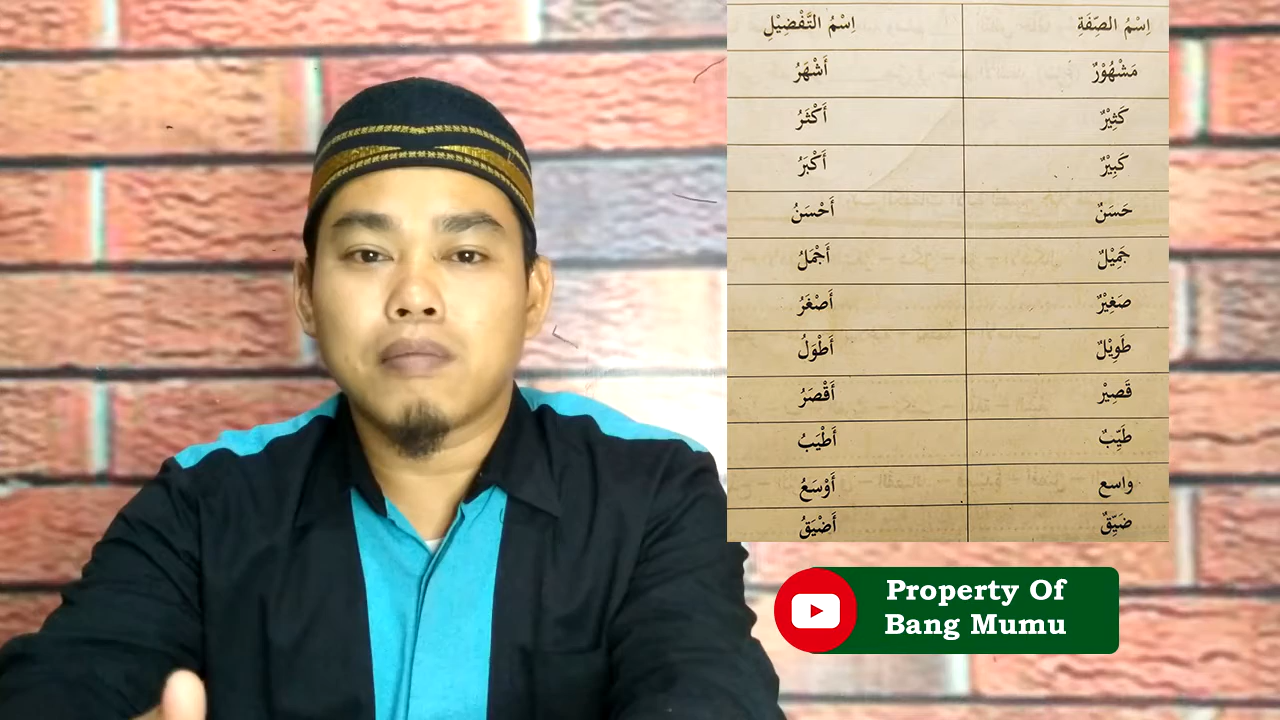 اِسْمُ الصِّفَةِ اِسْمُ التَّفْضِيْلِ
مَشْهُوْرٌ أَشْهَرُ
كَثِيْرٌ أَكْثَرُ
كَبِيْرٌ أَكْبَرُ
حَسَنٌ أَحْسَنُ
جَمِيْلٌ أَجْمَلُ
صَغِيْرٌ أَصْغَرُ
طَوِيْلٌ أَطْوَلُ
قَصِيْرْ أَقْصَرُ
طَيِّبٌ أَطْيَبُ
واسع أَوْسَعُ
ضَيِّقٌ أَضْيَقُ
Property Of
Bang Mumu